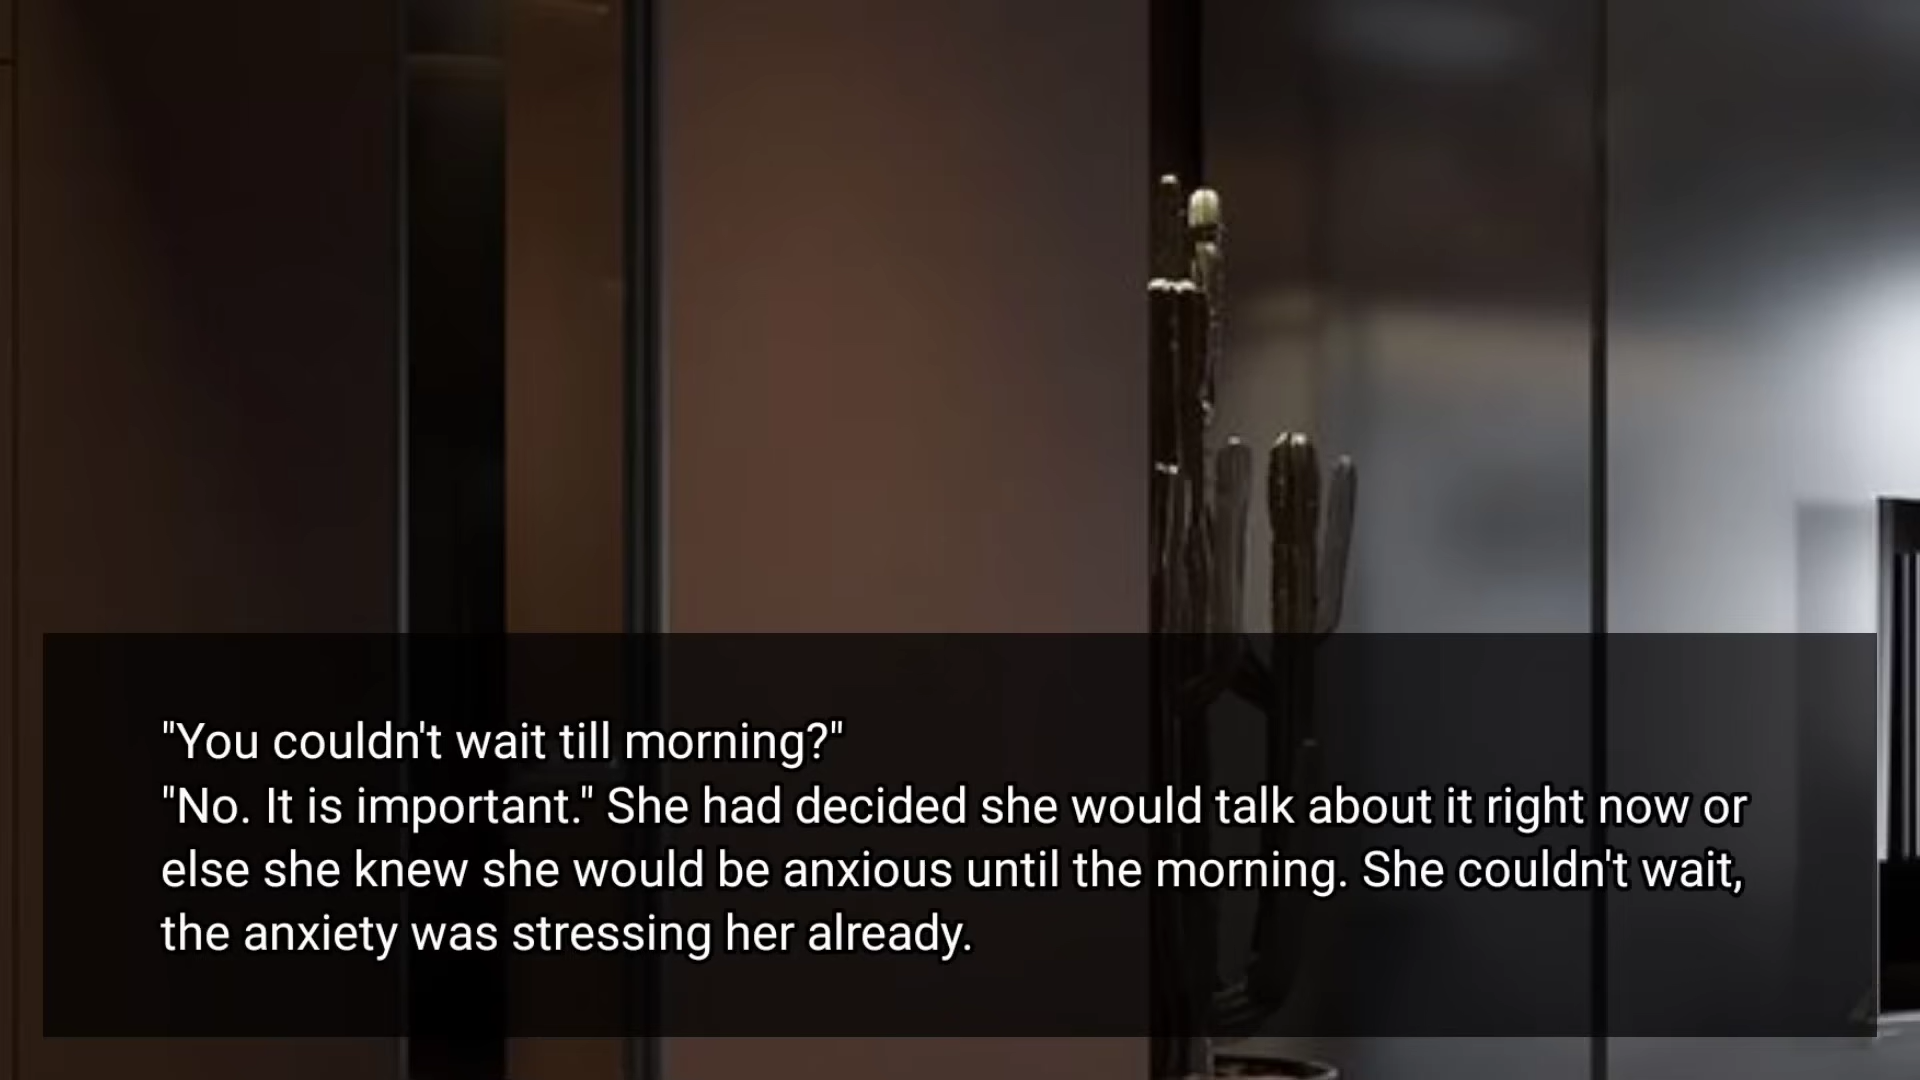 "You couldn't wait till morning?"
"No. It is important." She had decided she would talk about it right now or
else she knew she would be anxious until the morning. She couldn't wait,
the anxiety was stressing her already.